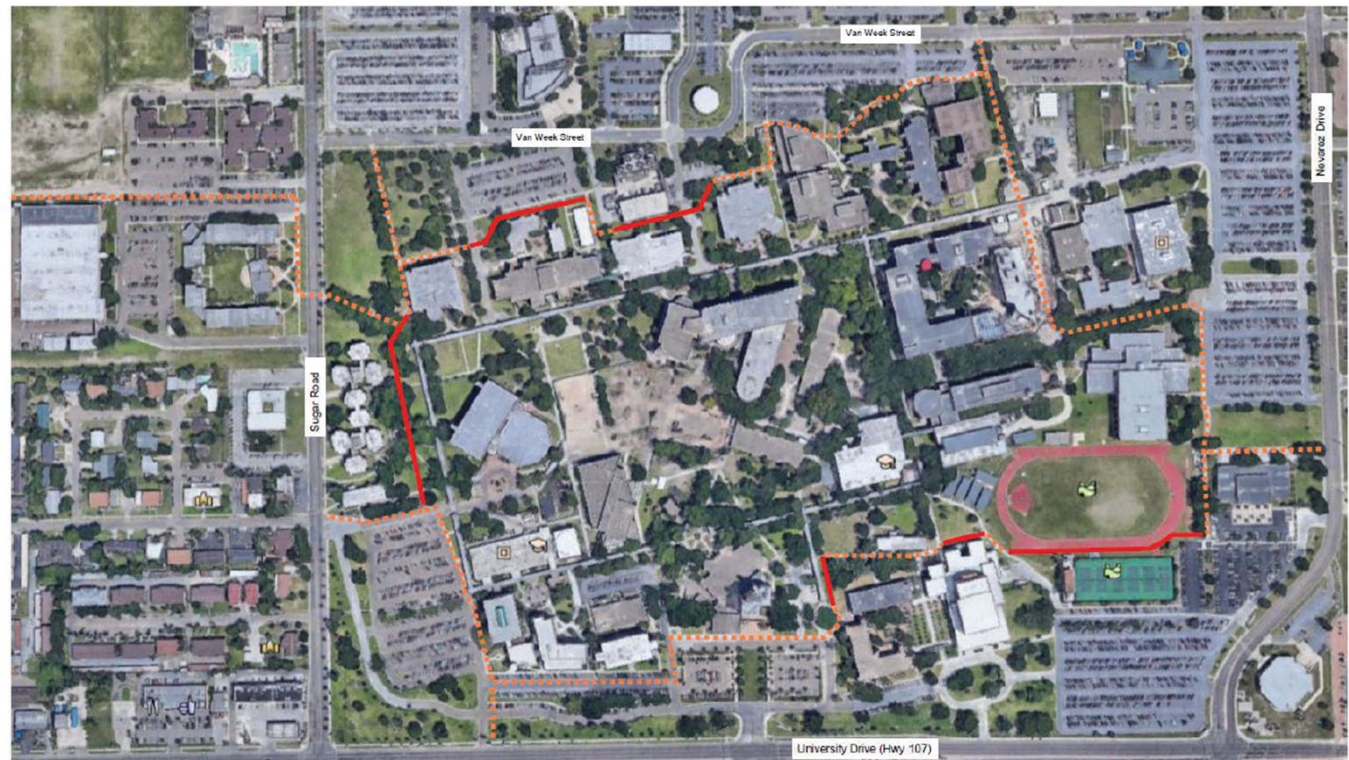 Van Week Street
Van Week Street
Nevarez Drive
Sugar Road
University Drive (Hwy 107)